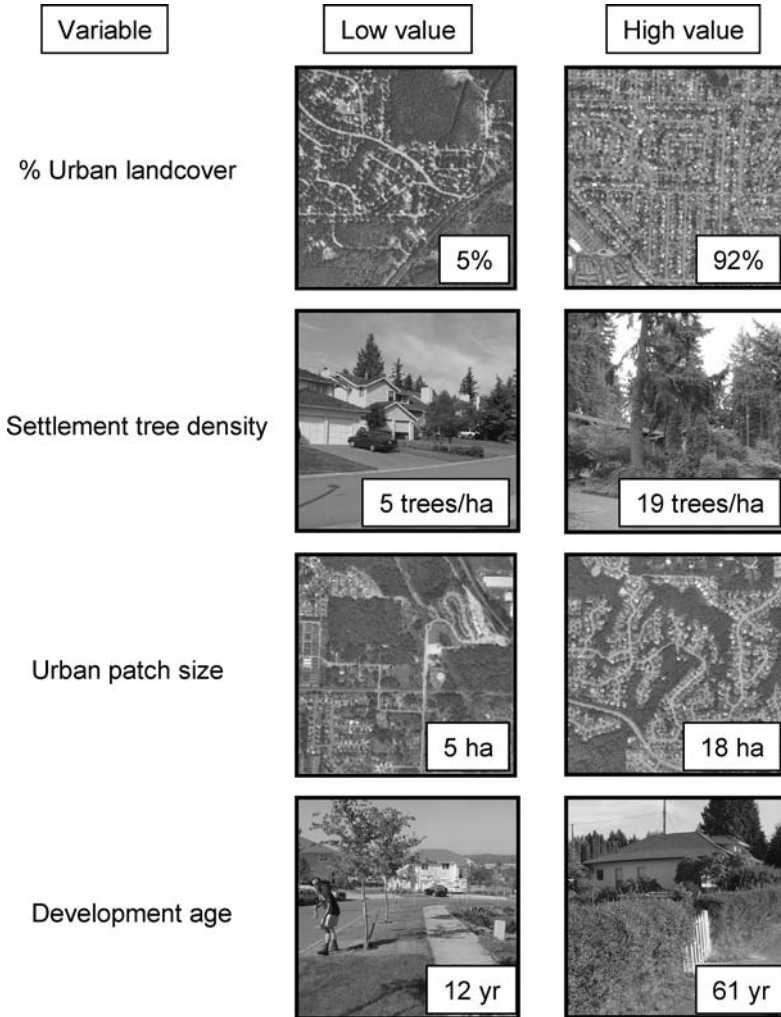 Variable
Low value
High value
% Urban landcover
5%
92%
Settlement tree density
5 trees/ha
19 trees/ha
Urban patch size
5 ha
18 ha
Development age
12 yr
61 yr